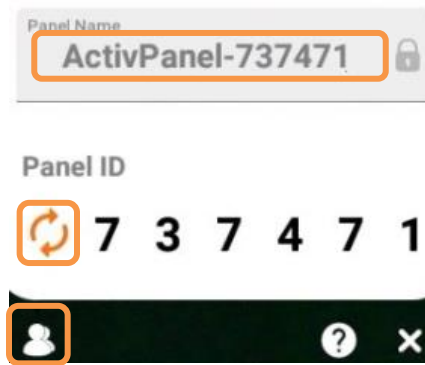 Panel Name
ActivPanel-737471
Panel ID
7 3 7 4 7 1
?